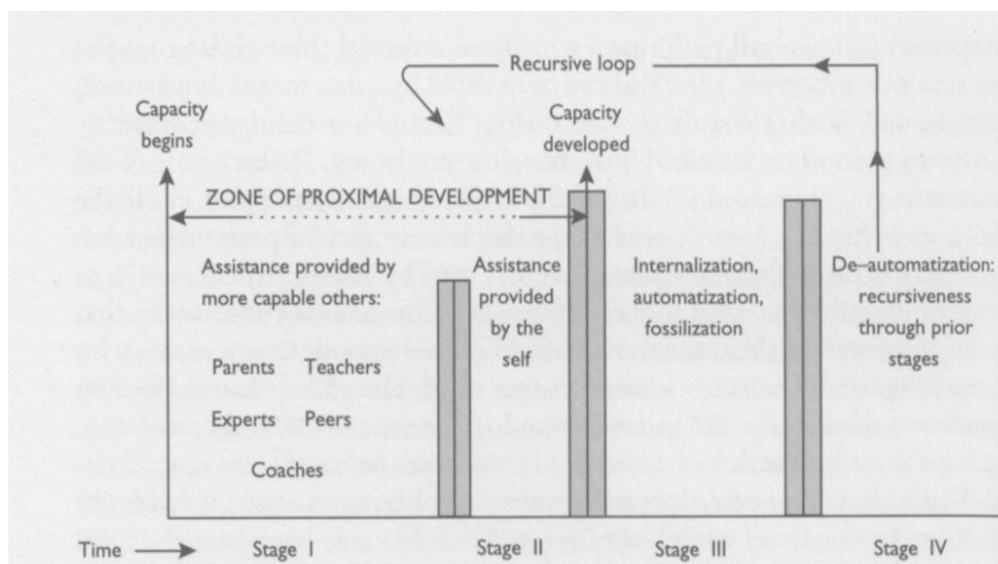 Recursive loop
Capacity
begins
Capacity
developed
ZONE OF PROXIMAL DEVELOPMENT
Assistance provided by
more capable others:
Parents Teachers
Experts Peers
Coaches
Assistance
provided
by the
self
Internalization,
automatization,
fossilization
De-automatization:
recursiveness
through prior
stages
Time
Stage I
Stage II
Stage III
Stage IV